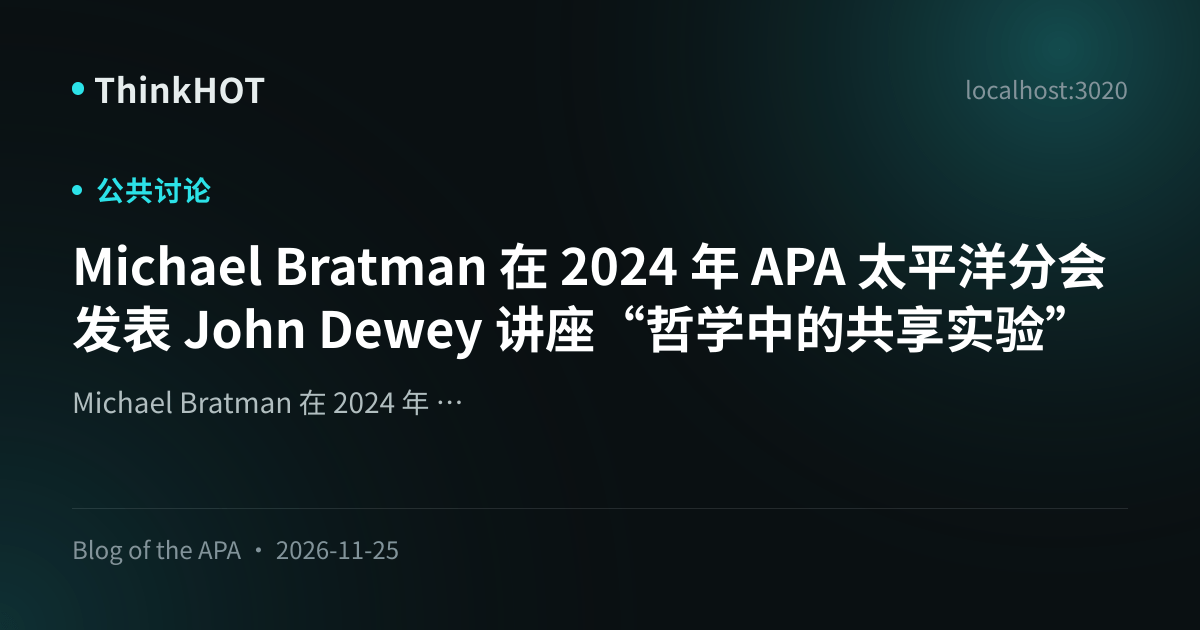 ThinkHOT
localhost:3020
公共讨论
Michael Bratman 在 2024 年 APA 太平洋分会
发表 John Dewey 讲座“哲学中的共享实验”
Michael Bratman 在 2024 年 …
Blog of the APA · 2026-11-25